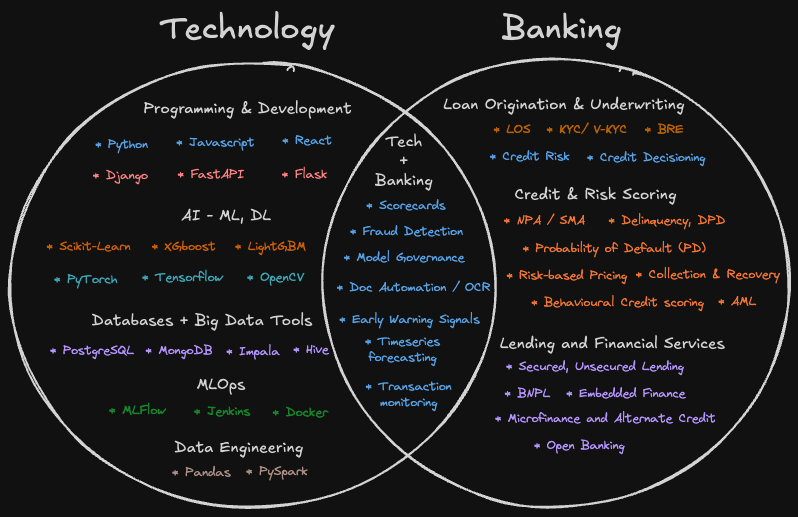 Technology
Programming & Development
* Python * Javascript * React
* Django * FastAPI * Flask
AI - ML, DL
* Scikit-Learn * XGboost * LightGBM
* PyTorch * Tensorflow * OpenCV
Databases + Big Data Tools
* PostgreSQL * MongoDB * Impala * Hive
MLOps
* MLFlow * Jenkins * Docker
Data Engineering
* Pandas * PySpark
Tech
+
Banking
* Scorecards
* Fraud Detection
* Model Governance
* Doc Automation / OCR
* Early Warning Signals
* Timeseries
forecasting
* Transaction
monitoring
Banking
Loan Origination & Underwriting
* LOS * KYC/ V-KYC * BRE
* Credit Risk * Credit Decisioning
Credit & Risk Scoring
* NPA / SMA * Delinquency, DPD
* Probability of Default (PD)
* Risk-based Pricing * Collection & Recovery
* Behavioural Credit scoring * AML
Lending and Financial Services
* Secured, Unsecured Lending
* BNPL * Embedded Finance
* Microfinance and Alternate Credit
* Open Banking